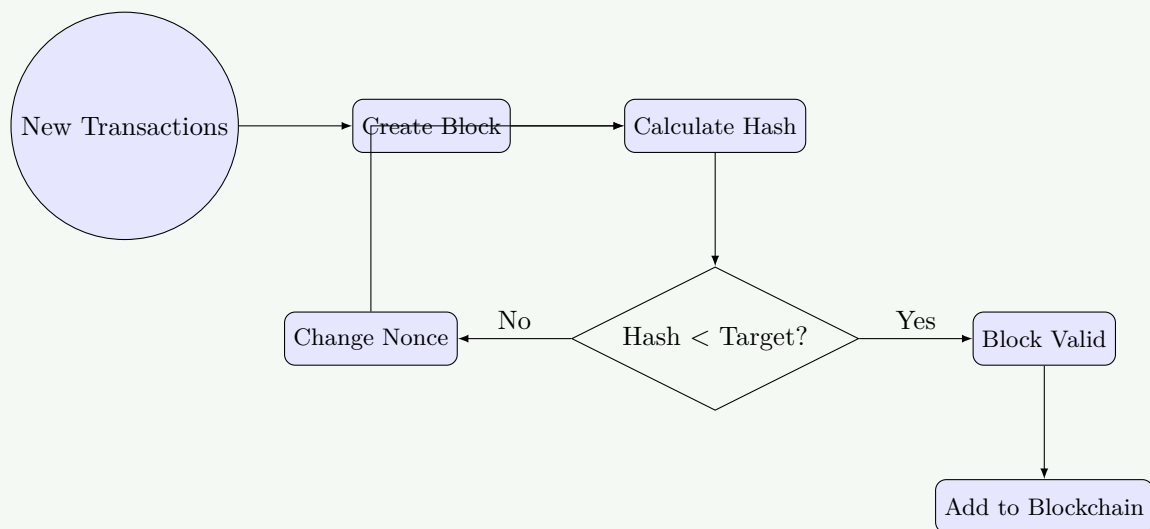 New Transactions
Create Block
Calculate Hash
Change Nonce
No
Hash < Target?
Yes
Block Valid
Add to Blockchain